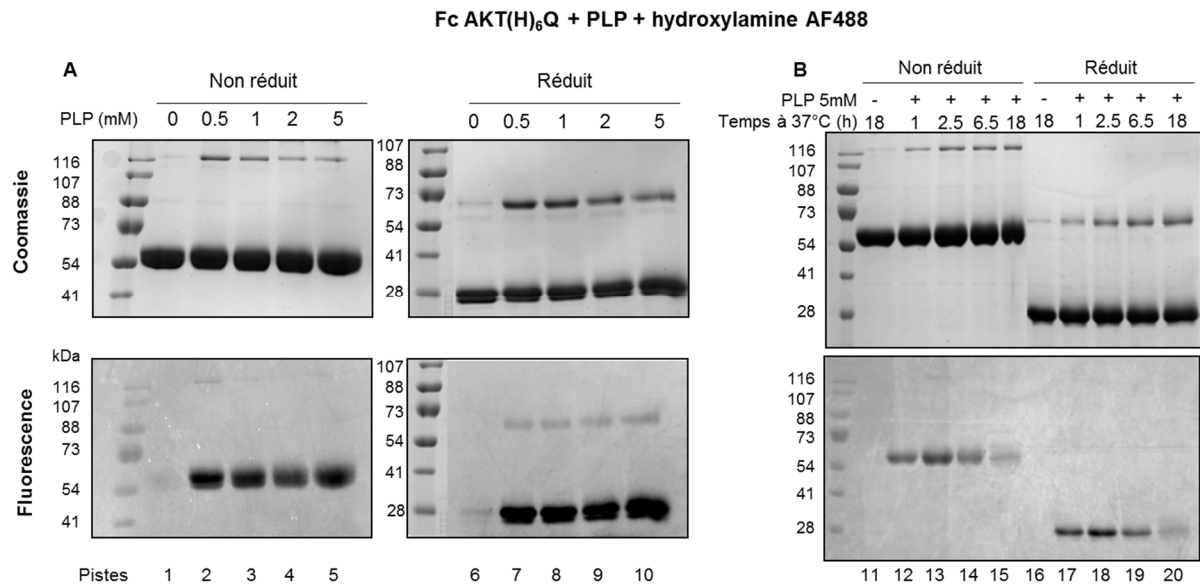 Fc AKT(H)₆Q + PLP + hydroxylamine AF488
A
Non réduit
Réduit
PLP (mM) 0 0.5 1 2 5
0 0.5 1 2 5
Coomassie
116
107
88
73
54
41
107
88
73
54
41
28
Fluorescence
kDa
116
107
88
73
54
41
107
88
73
54
41
28
Pistes 1 2 3 4 5 6 7 8 9 10
B
Non réduit
Réduit
PLP 5mM - + + + + - + + + +
Temps à 37°C (h) 18 1 2.5 6.5 18 18 1 2.5 6.5 18
116
107
88
73
54
41
28
116
107
88
73
54
41
28
11 12 13 14 15 16 17 18 19 20